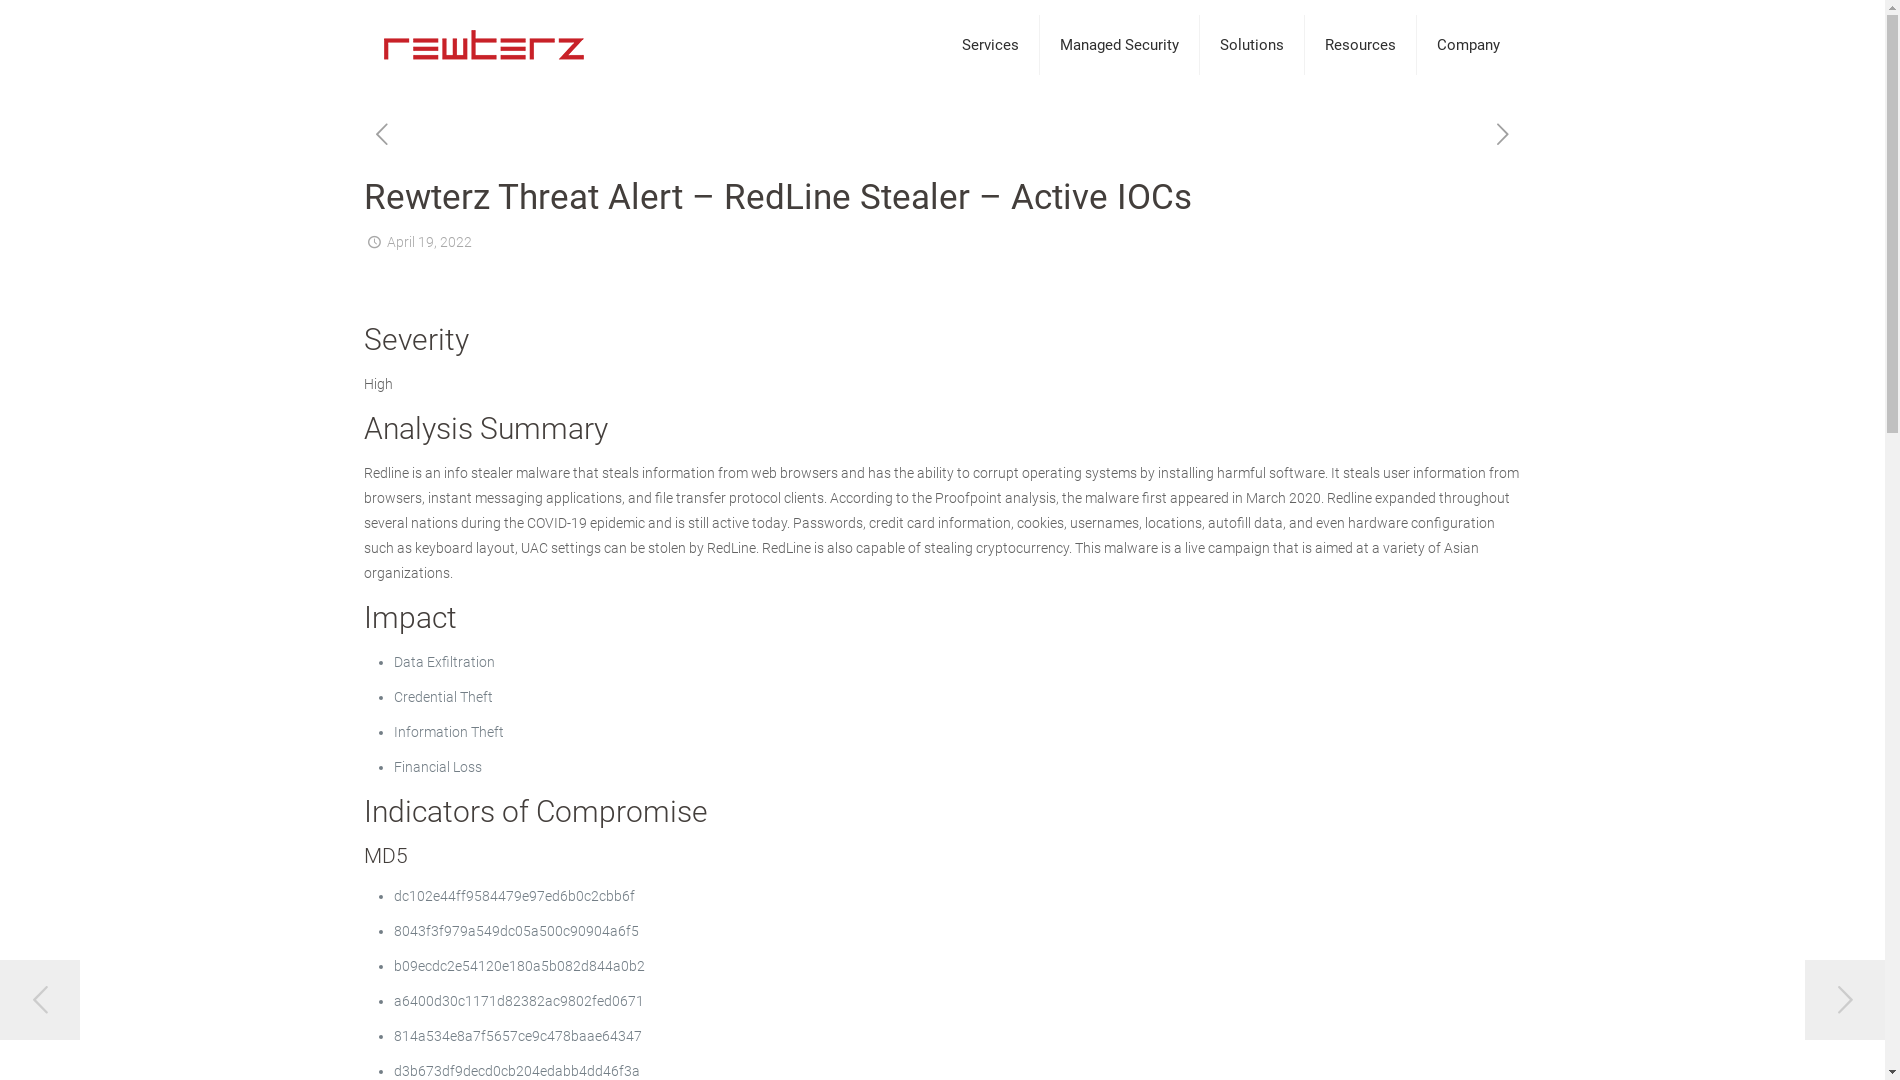 rewterz
Services
Managed Security
Solutions
Resources
Company
Rewterz Threat Alert – RedLine Stealer – Active IOCs
April 19, 2022
Severity
High
Analysis Summary
Redline is an info stealer malware that steals information from web browsers and has the ability to corrupt operating systems by installing harmful software. It steals user information from
browsers, instant messaging applications, and file transfer protocol clients. According to the Proofpoint analysis, the malware first appeared in March 2020. Redline expanded throughout
several nations during the COVID-19 epidemic and is still active today. Passwords, credit card information, cookies, usernames, locations, autofill data, and even hardware configuration
such as keyboard layout, UAC settings can be stolen by RedLine. RedLine is also capable of stealing cryptocurrency. This malware is a live campaign that is aimed at a variety of Asian
organizations.
Impact
Data Exfiltration
Credential Theft
Information Theft
Financial Loss
Indicators of Compromise
MD5
dc102e44ff9584479e97ed6b0c2cbb6f
8043f3f979a549dc05a500c90904a6f5
b09ecdc2e54120e180a5b082d844a0b2
a6400d30c1171d82382ac9802fed0671
814a534e8a7f5657ce9c478baae64347
d3b673df9decd0cb204edabb4dd46f3a